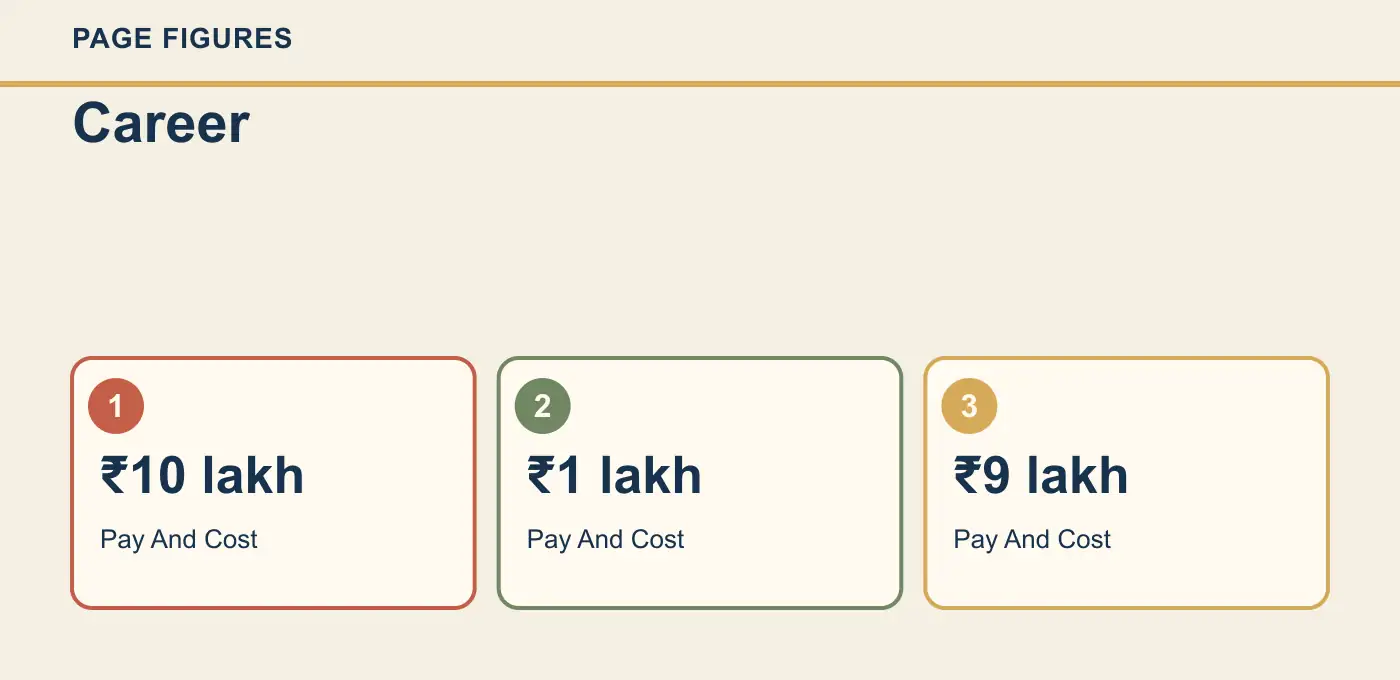 PAGE FIGURES
Career
1
₹10 lakh
Pay And Cost
2
₹1 lakh
Pay And Cost
3
₹9 lakh
Pay And Cost